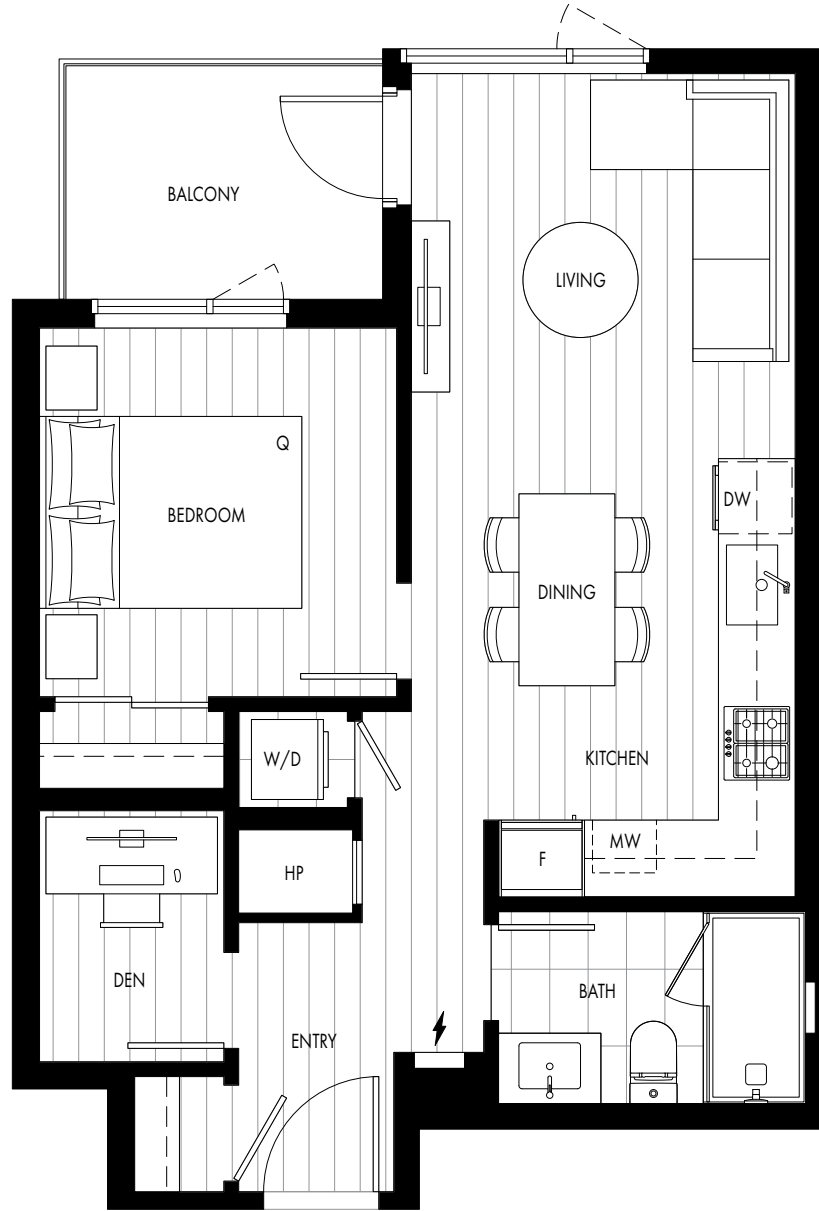 BALCONY
LIVING
Q
DW
BEDROOM
DINING
W/D
KITCHEN
MW
F
HP
DEN
BATH
ENTRY